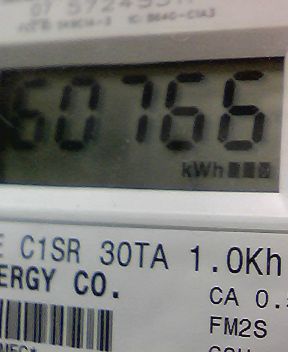 60766
kWh
E C1SR 30TA 1.0Kh
ERGY CO.
CA 0.
FM2S